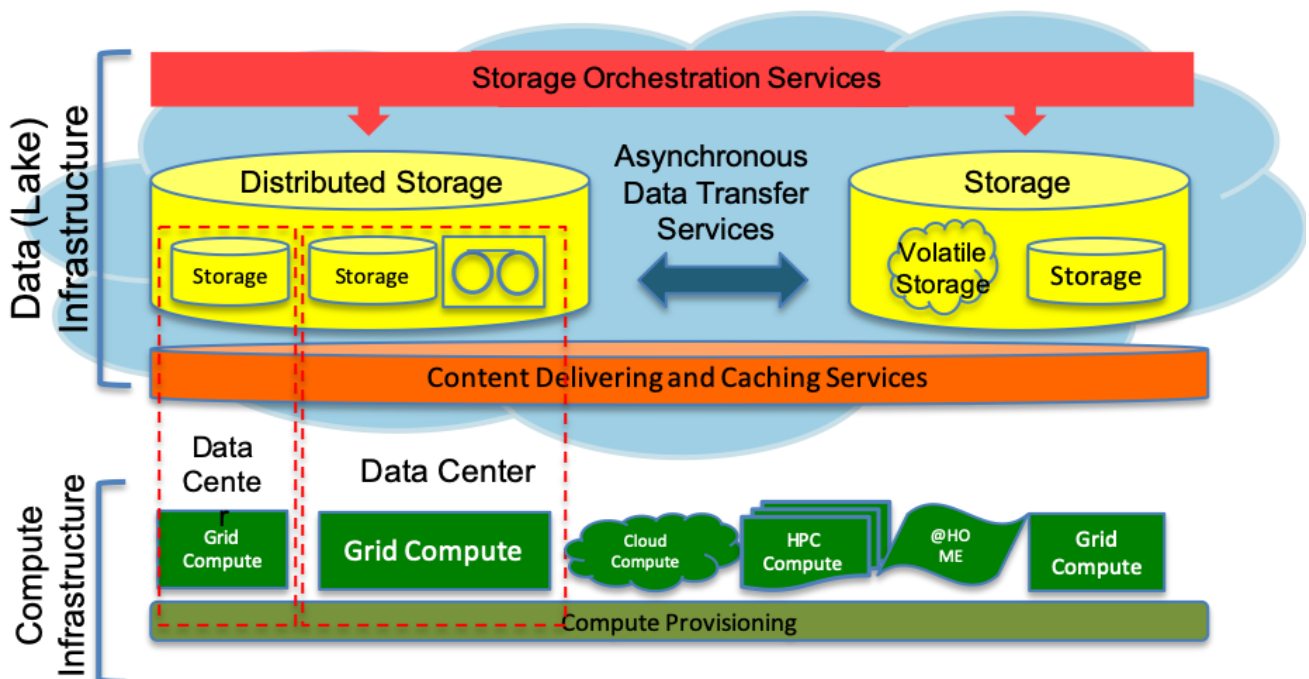 Storage Orchestration Services
Data (Lake)
Infrastructure
Distributed Storage
Asynchronous
Data Transfer
Services
Storage
Storage
Storage
Volatile
Storage
Storage
Content Delivering and Caching Services
Data
Cente
r
Data Center
Compute
Infrastructure
Grid
Compute
Grid Compute
Cloud
Compute
HPC
Compute
@HO
ME
Grid
Compute
Compute Provisioning